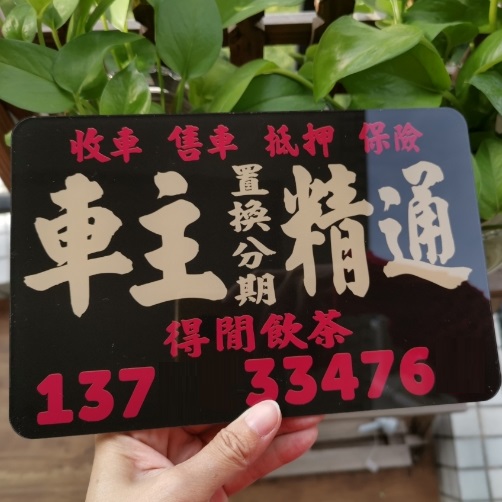 收車 售車 抵押 保險
車主 置換分期 精通
得閒飲茶
137 33476